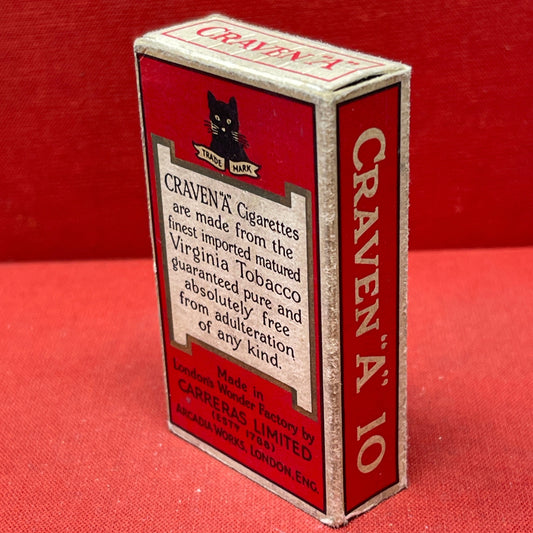 CRAVEN "A"
TRADE MARK
CRAVEN "A" Cigarettes
are made from the
finest imported matured
Virginia Tobacco
guaranteed pure and
absolutely free
from adulteration
of any kind.
Made in
London's Wonder Factory by
CARRERAS LIMITED
(ESTD 1788)
ARCADIA WORKS, LONDON, ENG.
CRAVEN "A" 10